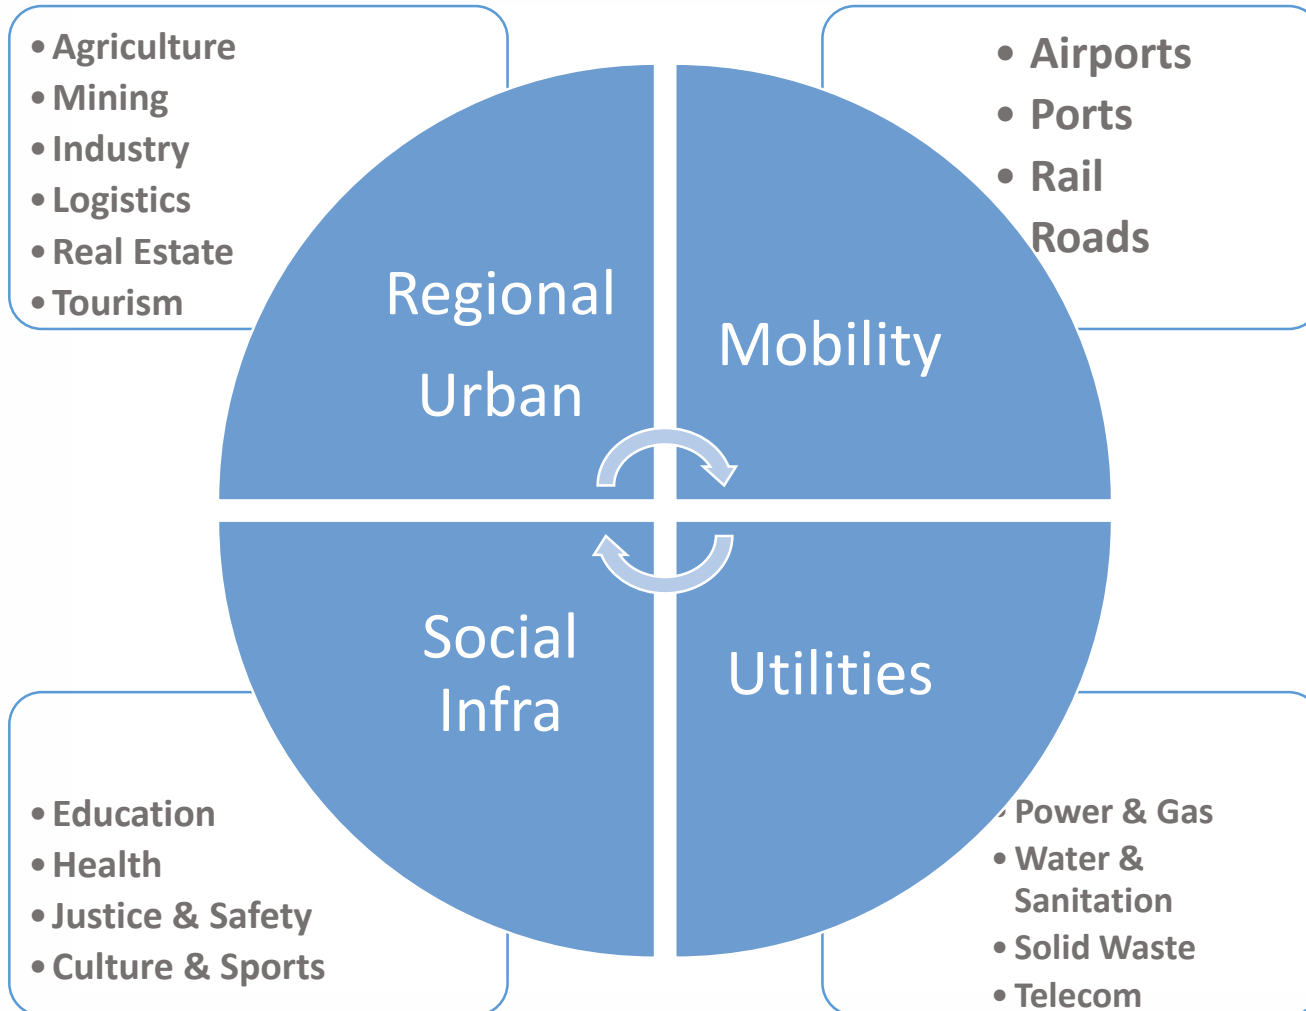 • Agriculture
• Mining
• Industry
• Logistics
• Real Estate
• Tourism
• Airports
• Ports
• Rail
Roads
Regional
Urban
Mobility
Social
Infra
Utilities
• Education
• Health
• Justice & Safety
• Culture & Sports
• Power & Gas
• Water &
Sanitation
• Solid Waste
• Telecom